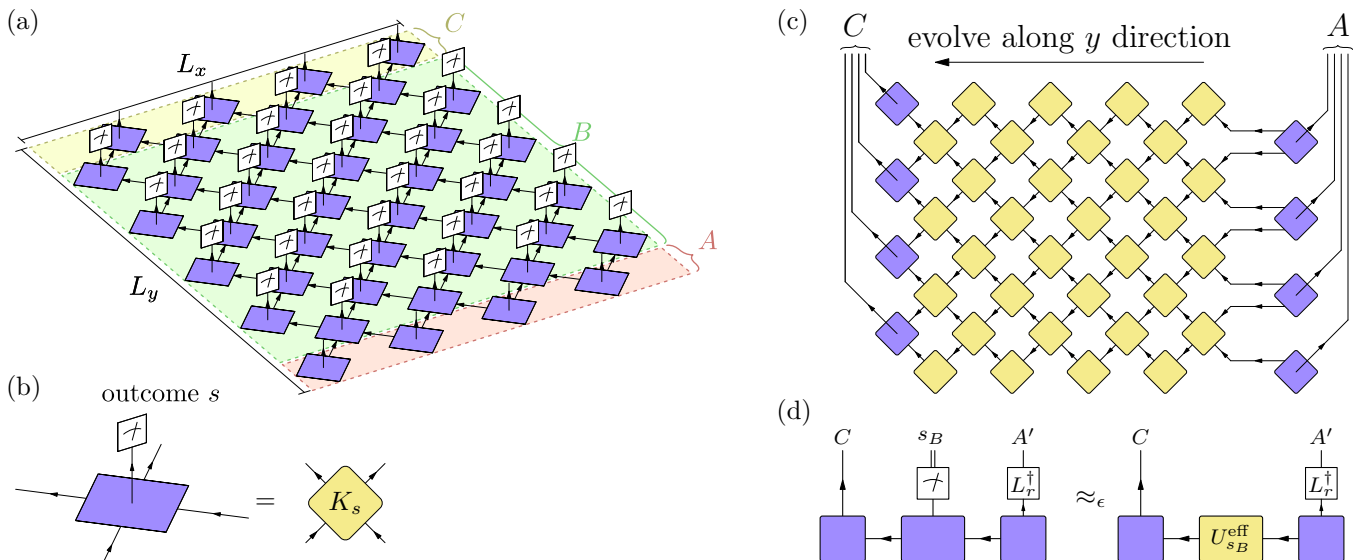 (a)
C
L_x
B
A
L_y
(b)
outcome s
= K_s
(c)
C A
evolve along y direction
(d)
C s_B A′ C A′
L_r^† L_r^†
≈_ϵ
U_{s_B}^{eff}